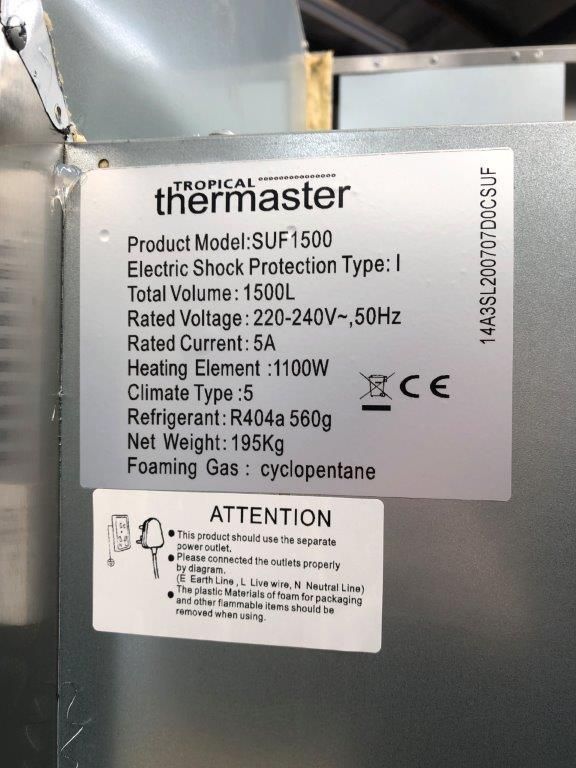 TROPICAL
thermaster
Product Model:SUF1500
Electric Shock Protection Type: I
Total Volume: 1500L
Rated Voltage: 220-240V~,50Hz
Rated Current: 5A
Heating Element :1100W
Climate Type :5
Refrigerant: R404a 560g
Net Weight: 195Kg
Foaming Gas : cyclopentane
CE
14A3SL200707D0CSUF
ATTENTION
This product should use the separate
power outlet.
Please connected the outlets properly
by diagram.
(E Earth Line , L Live wire, N Neutral Line)
The plastic Materials of foam for packaging
and other flammable items should be
removed when using.